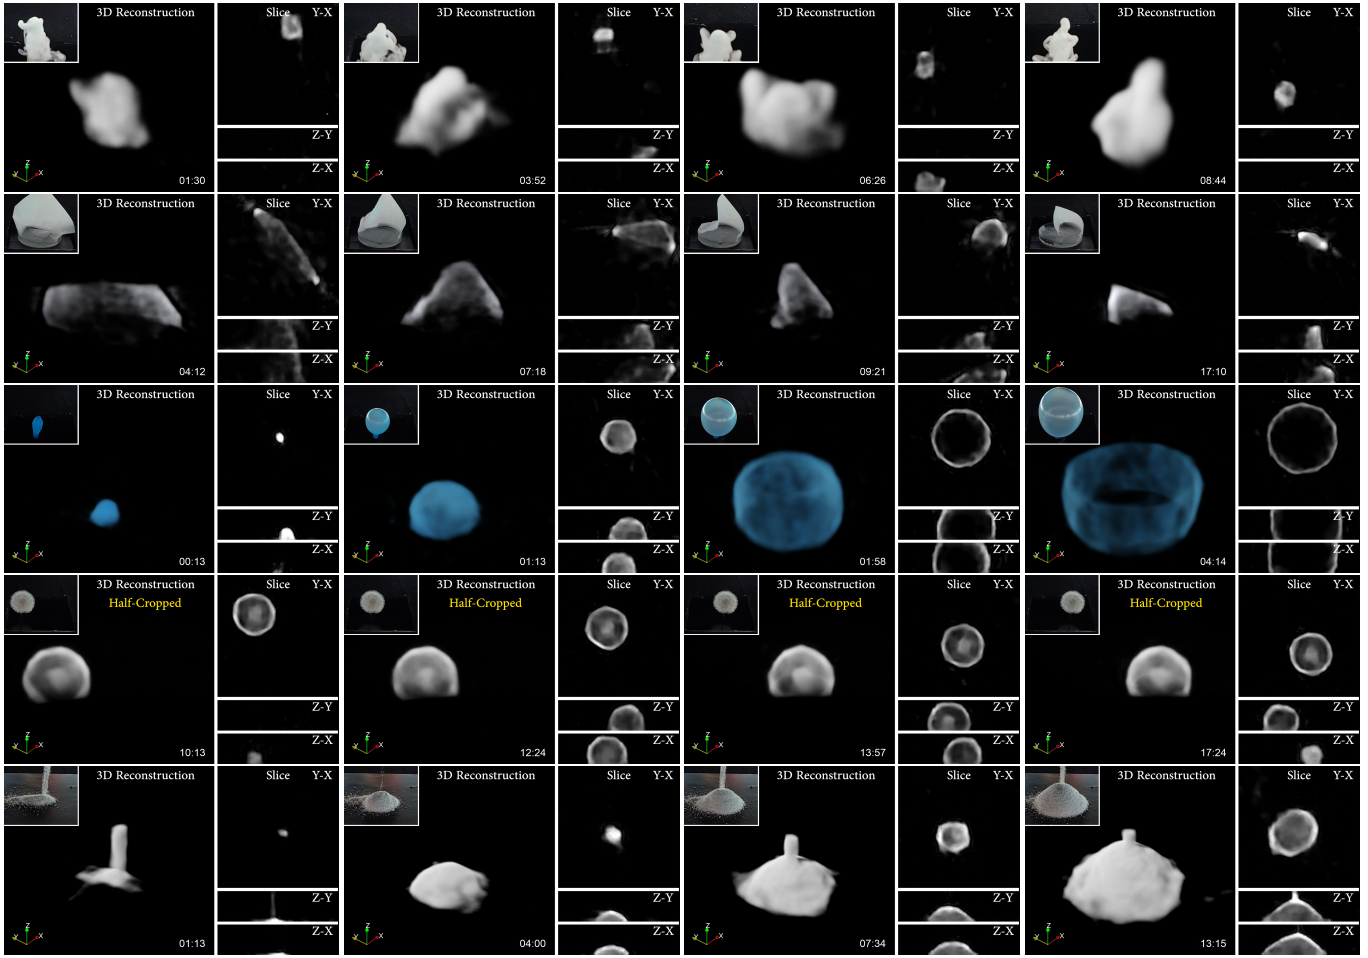 3D Reconstruction Slice Y-X 3D Reconstruction Slice Y-X 3D Reconstruction Slice Y-X 3D Reconstruction Slice Y-X
Z-Y Z-Y Z-Y Z-Y
Z Y X Z-X Z Y X Z-X Z Y X Z-X Z Y X Z-X
01:30 03:52 06:26 08:44
3D Reconstruction Slice Y-X 3D Reconstruction Slice Y-X 3D Reconstruction Slice Y-X 3D Reconstruction Slice Y-X
Z-Y Z-Y Z-Y Z-Y
Z Y X Z-X Z Y X Z-X Z Y X Z-X Z Y X Z-X
04:12 07:18 09:21 17:10
3D Reconstruction Slice Y-X 3D Reconstruction Slice Y-X 3D Reconstruction Slice Y-X 3D Reconstruction Slice Y-X
Z-Y Z-Y Z-Y Z-Y
Z Y X Z-X Z Y X Z-X Z Y X Z-X Z Y X Z-X
00:13 01:13 01:58 04:14
3D Reconstruction Slice Y-X 3D Reconstruction Slice Y-X 3D Reconstruction Slice Y-X 3D Reconstruction Slice Y-X
Half-Cropped Half-Cropped Half-Cropped Half-Cropped
Z-Y Z-Y Z-Y Z-Y
Z Y X Z-X Z Y X Z-X Z Y X Z-X Z Y X Z-X
10:13 12:24 13:57 17:24
3D Reconstruction Slice Y-X 3D Reconstruction Slice Y-X 3D Reconstruction Slice Y-X 3D Reconstruction Slice Y-X
Z-Y Z-Y Z-Y Z-Y
Z Y X Z-X Z Y X Z-X Z Y X Z-X Z Y X Z-X
01:13 04:00 07:34 13:15